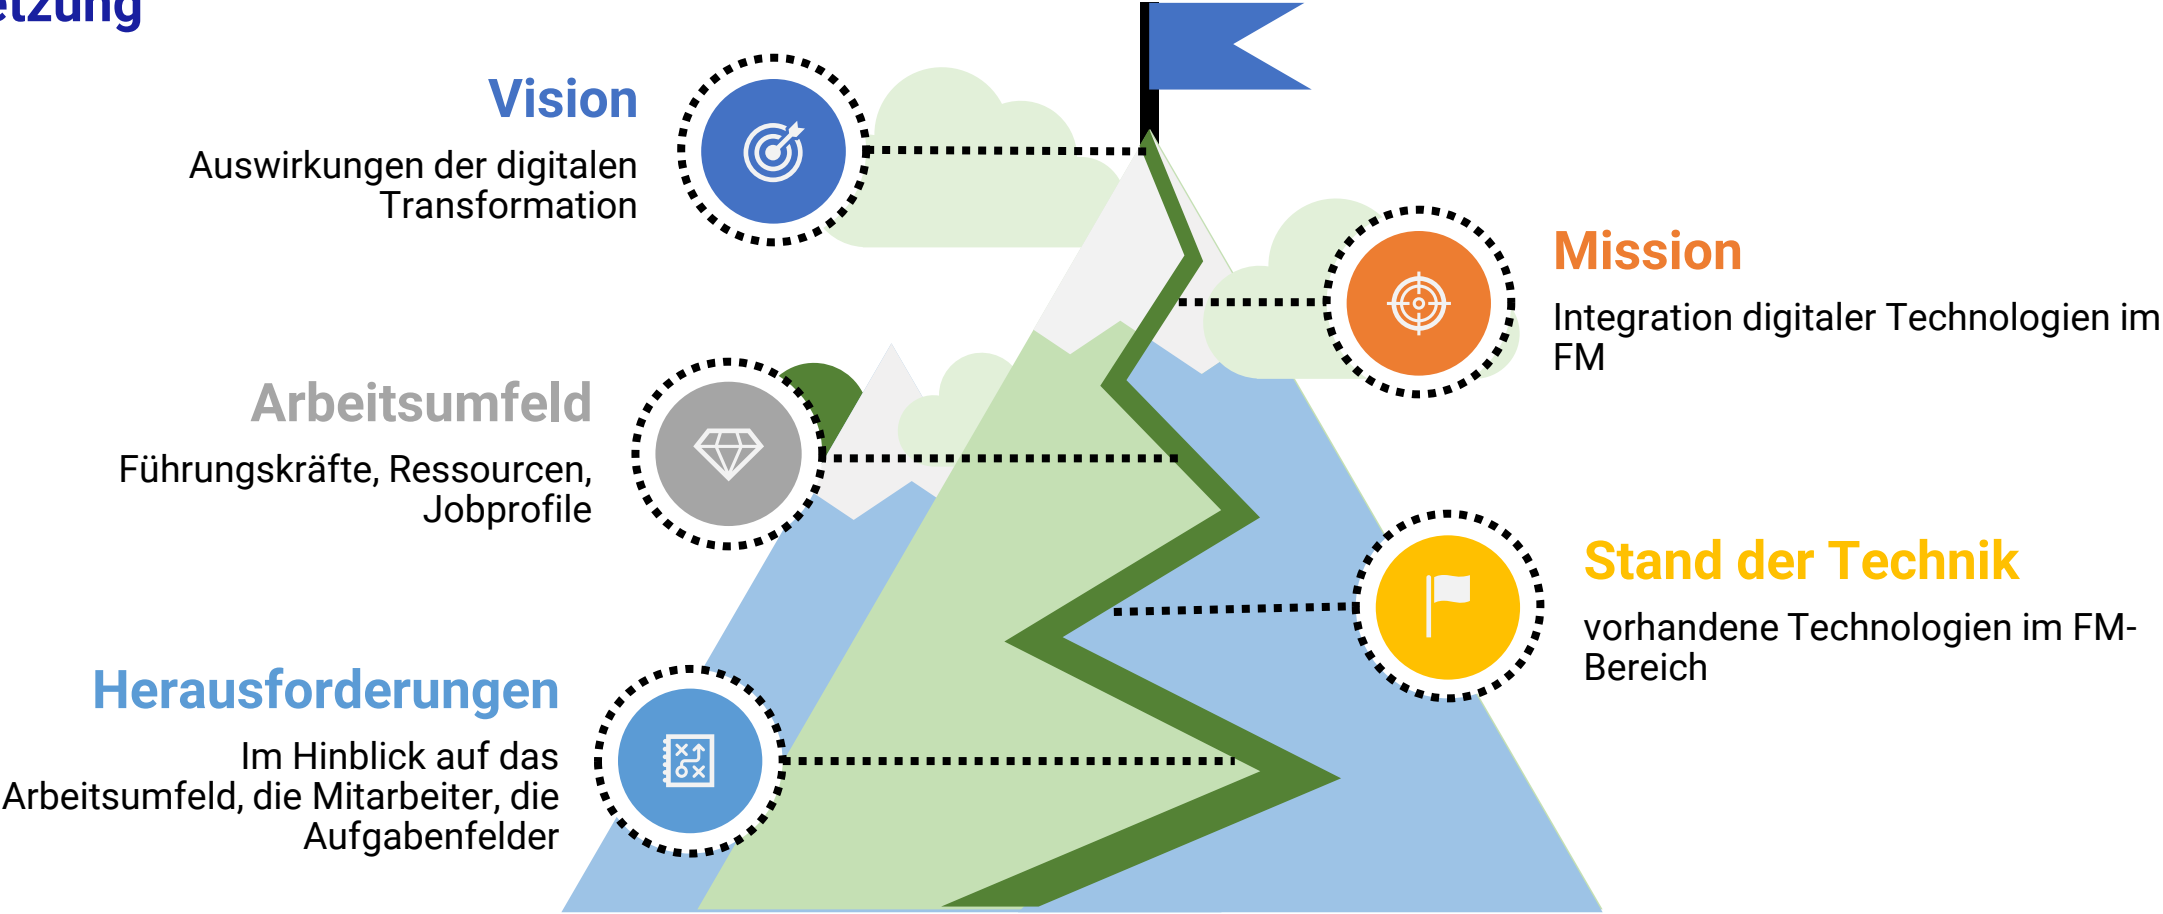 etzung
Vision
Auswirkungen der digitalen
Transformation
Mission
Integration digitaler Technologien im
FM
Arbeitsumfeld
Führungskräfte, Ressourcen,
Jobprofile
Stand der Technik
vorhandene Technologien im FM-
Bereich
Herausforderungen
Im Hinblick auf das
Arbeitsumfeld, die Mitarbeiter, die
Aufgabenfelder